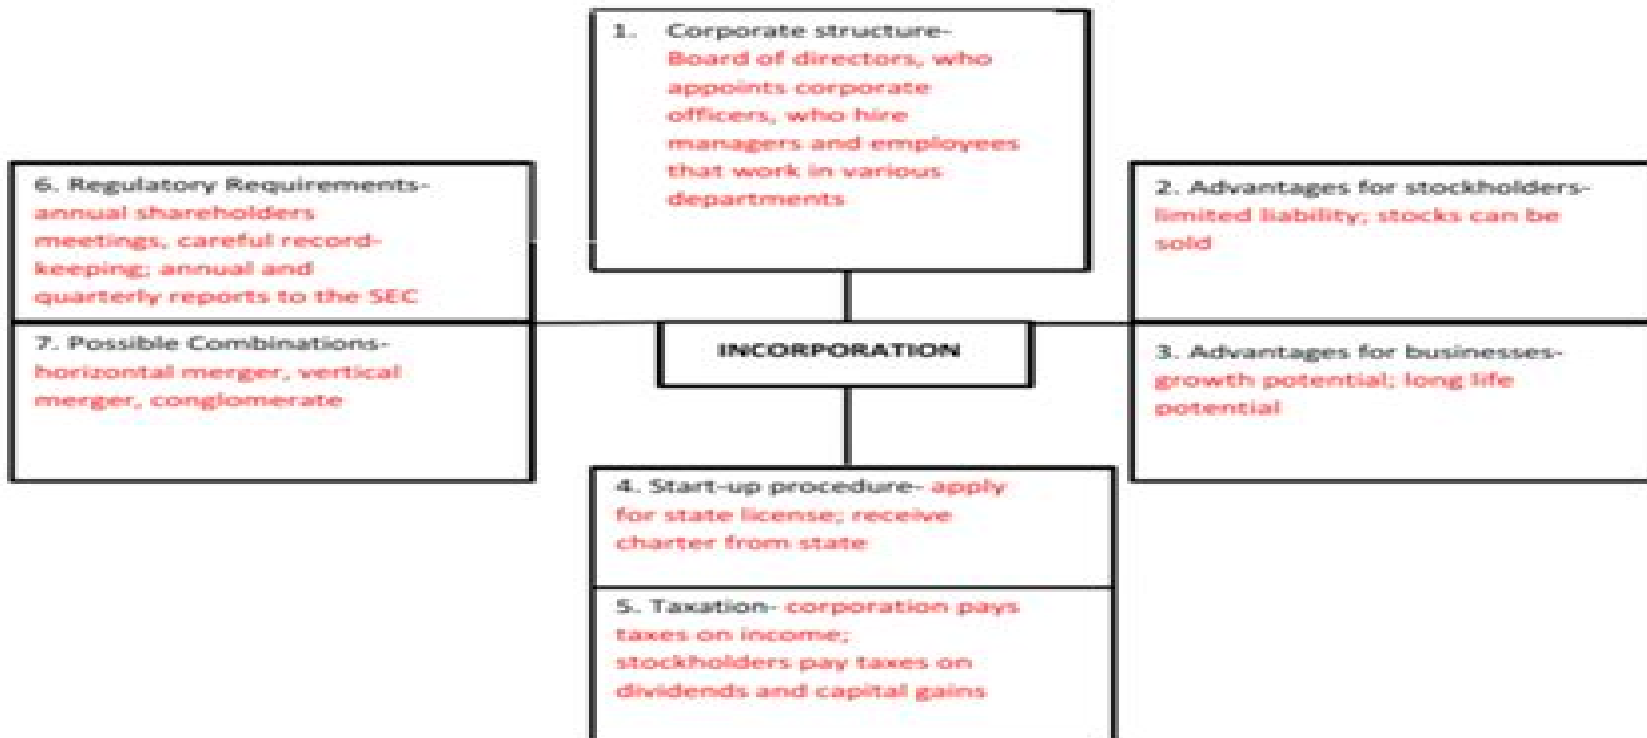 1. Corporate structure-
Board of directors, who
appoints corporate
officers, who hire
managers and employees
that work in various
departments
6. Regulatory Requirements-
annual shareholders
meetings, careful record-
keeping; annual and
quarterly reports to the SEC
2. Advantages for stockholders-
limited liability; stocks can be
sold
7. Possible Combinations-
horizontal merger, vertical
merger, conglomerate
INCORPORATION
3. Advantages for businesses-
growth potential; long life
potential
4. Start-up procedure- apply
for state license; receive
charter from state
5. Taxation- corporation pays
taxes on income;
stockholders pay taxes on
dividends and capital gains